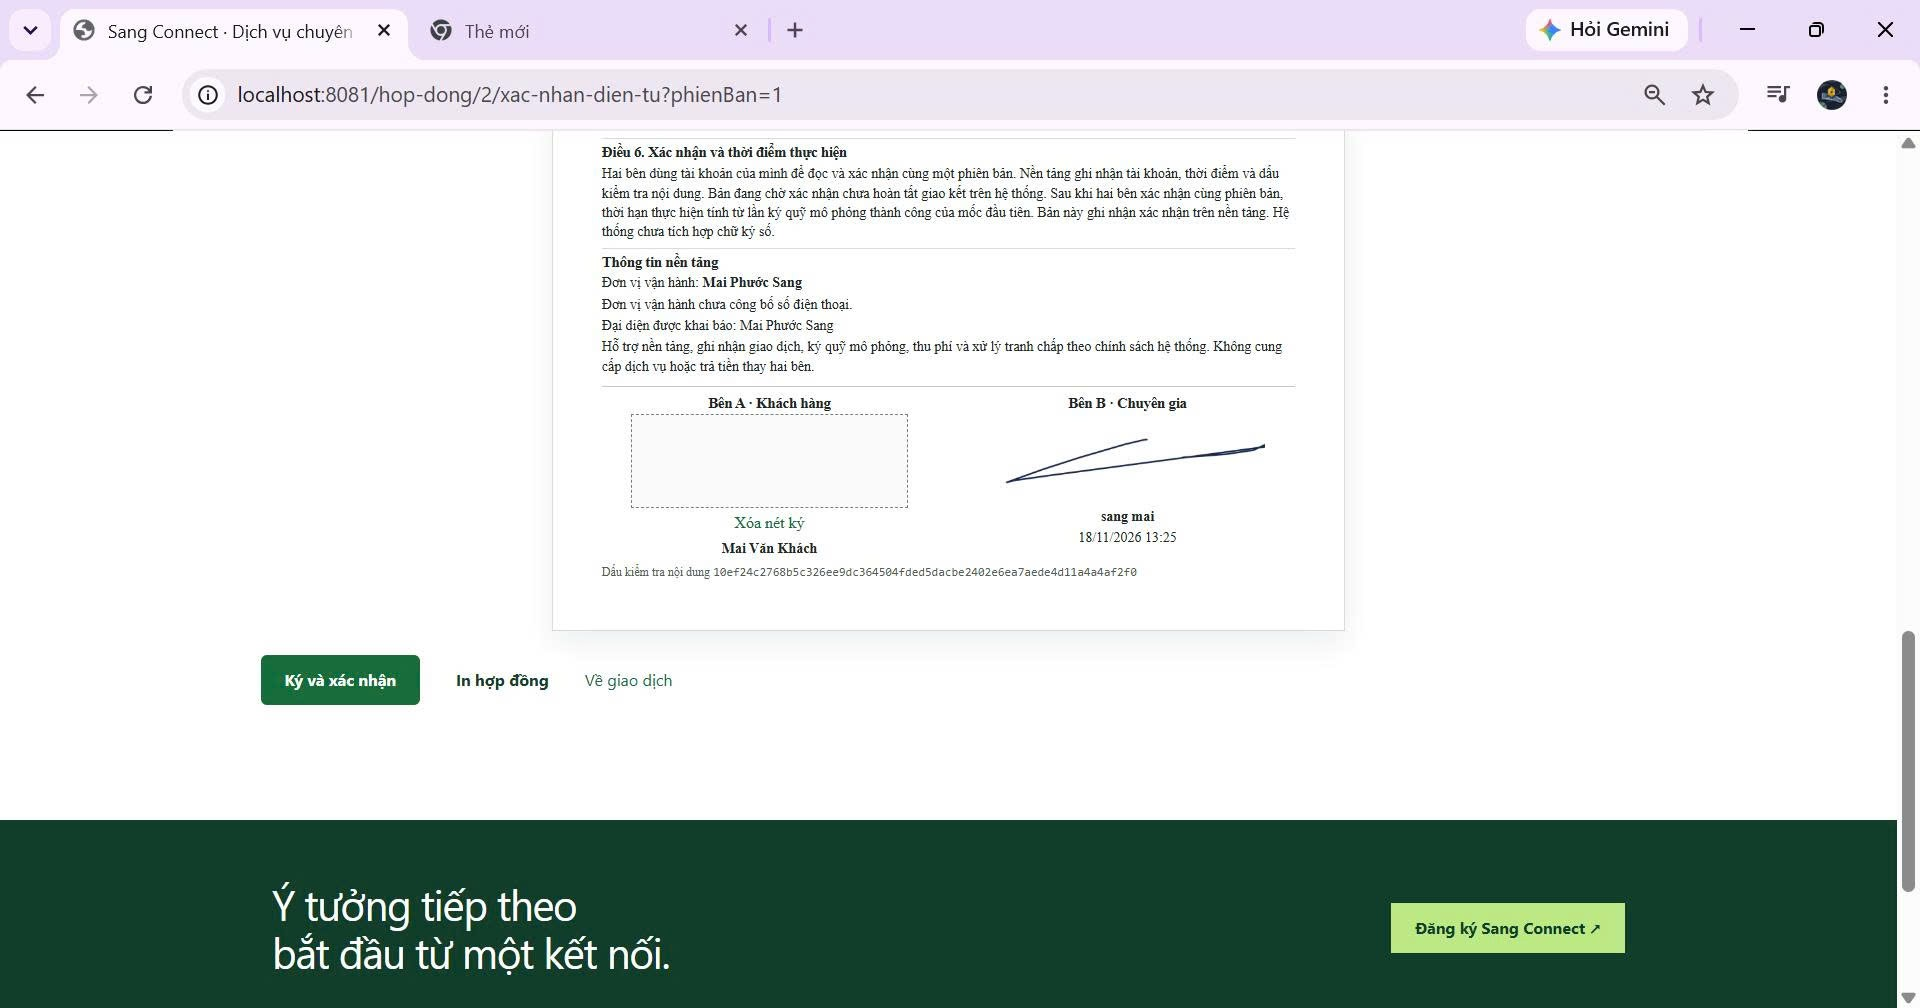 Sang Connect · Dịch vụ chuyên
Thẻ mới
Hỏi Gemini
localhost:8081/hop-dong/2/xac-nhan-dien-tu?phienBan=1
Điều 6. Xác nhận và thời điểm thực hiện
Hai bên dùng tài khoản của mình để đọc và xác nhận cùng một phiên bản. Nền tảng ghi nhận tài khoản, thời điểm và dấu
kiểm tra nội dung. Bản đang chờ xác nhận chưa hoàn tất giao kết trên hệ thống. Sau khi hai bên xác nhận cùng phiên bản,
thời hạn thực hiện tính từ lần ký quỹ mô phỏng thành công của mốc đầu tiên. Bản này ghi nhận xác nhận trên nền tảng. Hệ
thống chưa tích hợp chữ ký số.
Thông tin nền tảng
Đơn vị vận hành: Mai Phước Sang
Đơn vị vận hành chưa công bố số điện thoại.
Đại diện được khai báo: Mai Phước Sang
Hỗ trợ nền tảng, ghi nhận giao dịch, ký quỹ mô phỏng, thu phí và xử lý tranh chấp theo chính sách hệ thống. Không cung
cấp dịch vụ hoặc trả tiền thay hai bên.
Bên A · Khách hàng
Xóa nét ký
Mai Văn Khách
Bên B · Chuyên gia
sang mai
18/11/2026 13:25
Dấu kiểm tra nội dung 10ef24c2768b5c326ee9dc364504fded5dacbe2402e6ea7aede4d11a4a4af2f0
Ký và xác nhận
In hợp đồng
Về giao dịch
Ý tưởng tiếp theo
bắt đầu từ một kết nối.
Đăng ký Sang Connect ↗